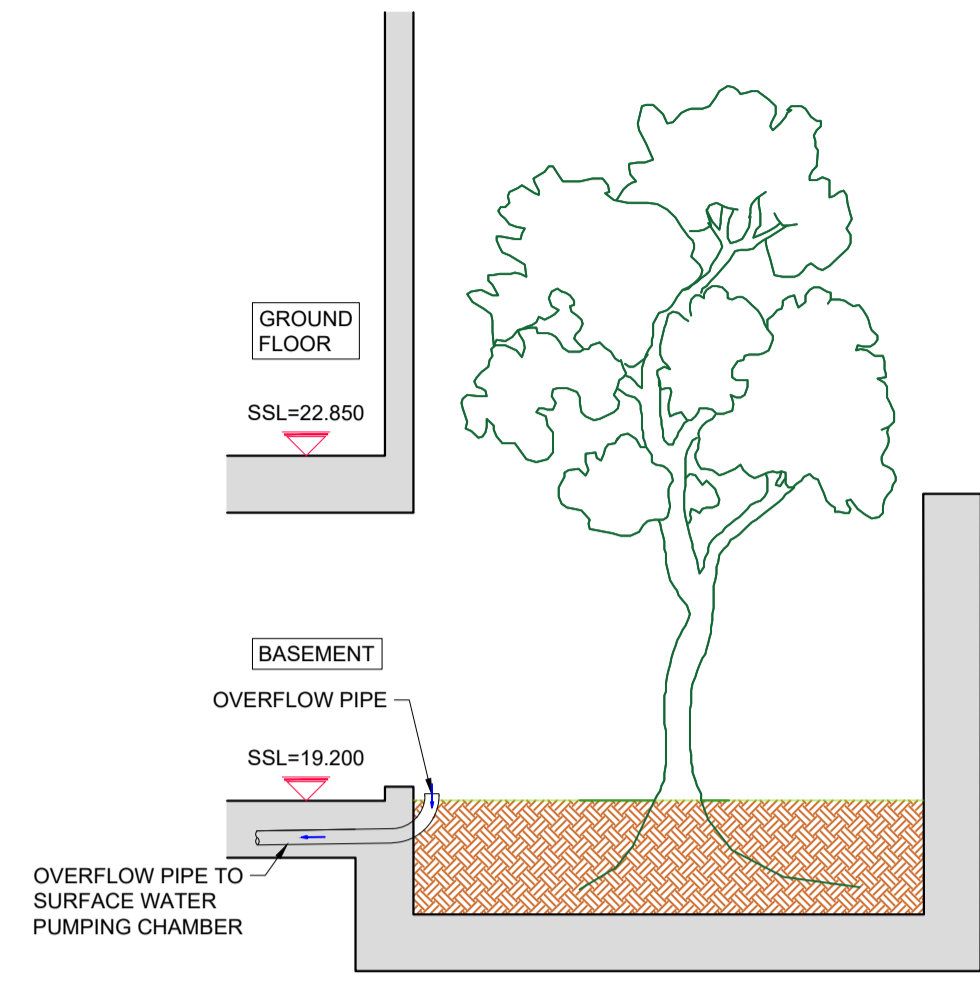 GROUND
FLOOR
SSL=22.850
BASEMENT
OVERFLOW PIPE
SSL=19.200
OVERFLOW PIPE TO
SURFACE WATER
PUMPING CHAMBER